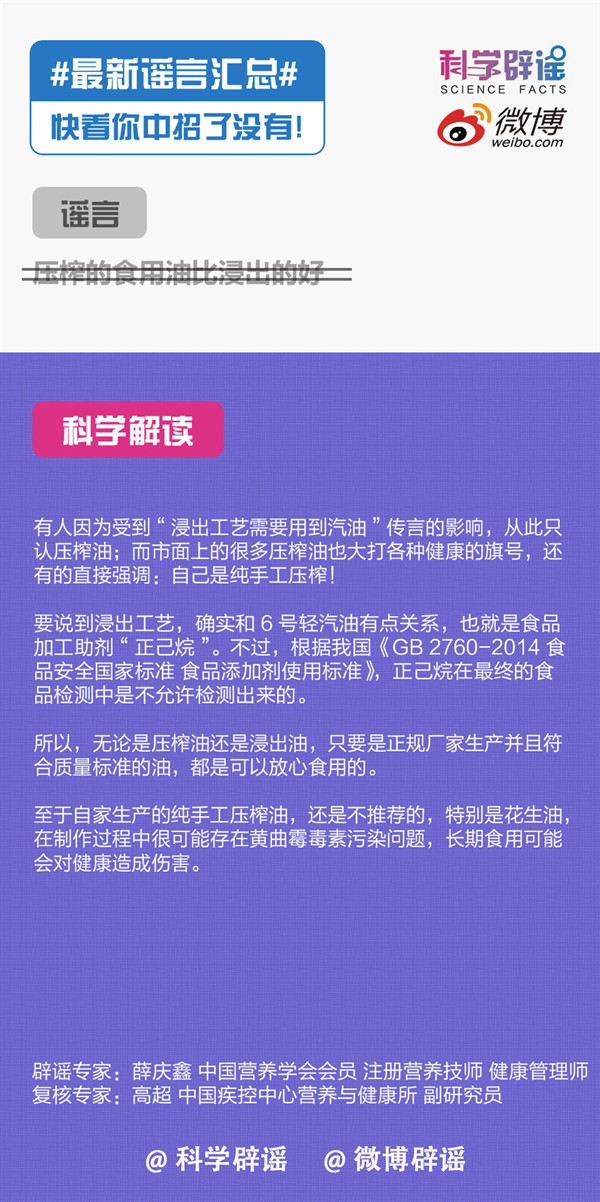 #最新谣言汇总#
快看你中招了没有!
科学辟谣
SCIENCE FACTS
微博
weibo.com
谣言
压榨的食用油比浸出的好
科学解读
有人因为受到“浸出工艺需要用到汽油”传言的影响，从此只
认压榨油；而市面上的很多压榨油也大打各种健康的旗号，还
有的直接强调：自己是纯手工压榨！
要说到浸出工艺，确实和 6 号轻汽油有点关系，也就是食品
加工助剂“正己烷”。不过，根据我国《GB 2760-2014 食
品安全国家标准 食品添加剂使用标准》，正己烷在最终的食
品检测中是不允许检测出来的。
所以，无论是压榨油还是浸出油，只要是正规厂家生产并且符
合质量标准的油，都是可以放心食用的。
至于自家生产的纯手工压榨油，还是不推荐的，特别是花生油，
在制作过程中很可能存在黄曲霉毒素污染问题，长期食用可能
会对健康造成伤害。
辟谣专家：薛庆鑫 中国营养学会会员 注册营养技师 健康管理师
复核专家：高超 中国疾控中心营养与健康所 副研究员
@ 科学辟谣 @ 微博辟谣